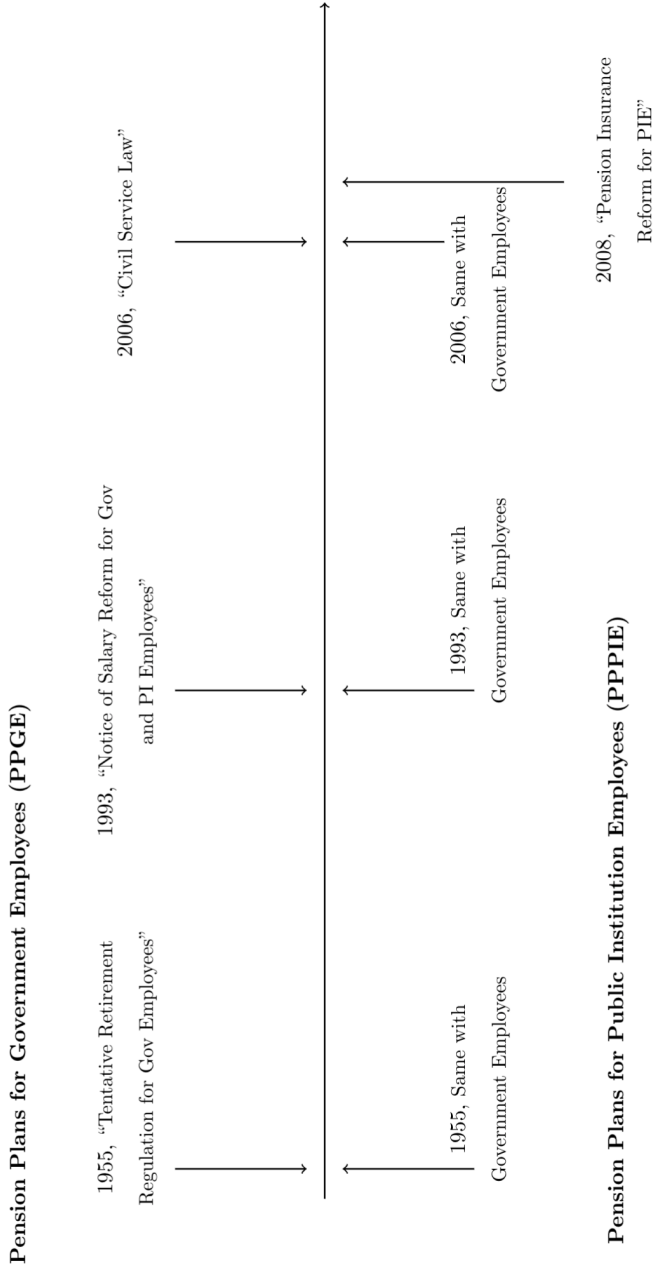 Pension Plans for Government Employees (PPGE)
1955, “Tentative Retirement
Regulation for Gov Employees”
1993, “Notice of Salary Reform for Gov
and PI Employees”
2006, “Civil Service Law”
1955, Same with
Government Employees
1993, Same with
Government Employees
2006, Same with
Government Employees
2008, “Pension Insurance
Reform for PIE”
Pension Plans for Public Institution Employees (PPPIE)